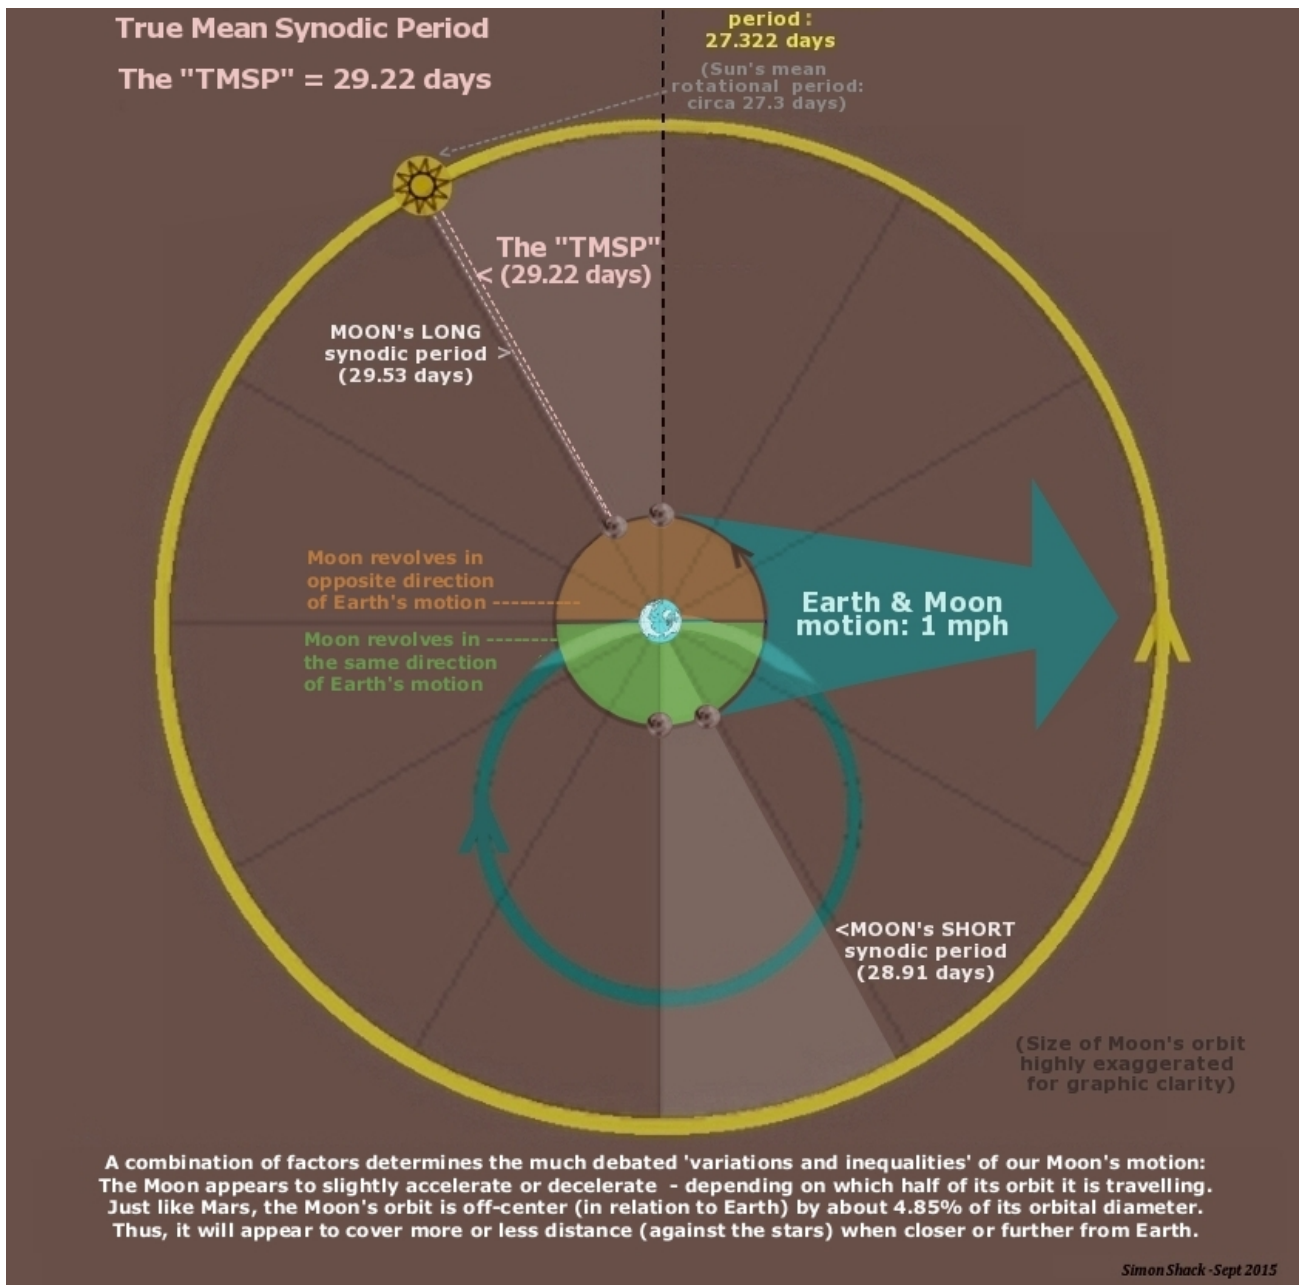 True Mean Synodic Period
The "TMSP" = 29.22 days
period :
27.322 days
(Sun's mean
rotational period:
circa 27.3 days)
The "TMSP"
< (29.22 days)
MOON's LONG
synodic period >
(29.53 days)
Moon revolves in
opposite direction
of Earth's motion ----------
Moon revolves in --------
the same direction
of Earth's motion
Earth & Moon
motion: 1 mph
<MOON's SHORT
synodic period
(28.91 days)
(Size of Moon's orbit
highly exaggerated
for graphic clarity)
A combination of factors determines the much debated 'variations and inequalities' of our Moon's motion:
The Moon appears to slightly accelerate or decelerate - depending on which half of its orbit it is travelling.
Just like Mars, the Moon's orbit is off-center (in relation to Earth) by about 4.85% of its orbital diameter.
Thus, it will appear to cover more or less distance (against the stars) when closer or further from Earth.
Simon Shack -Sept 2015